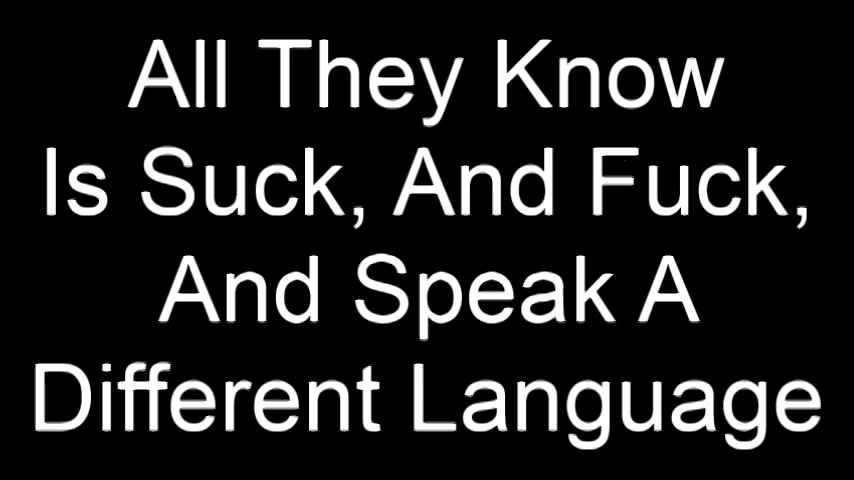 All They Know
Is Suck, And Fuck,
And Speak A
Different Language